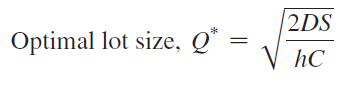 Optimal lot size, Q* = √(2DS/hC)